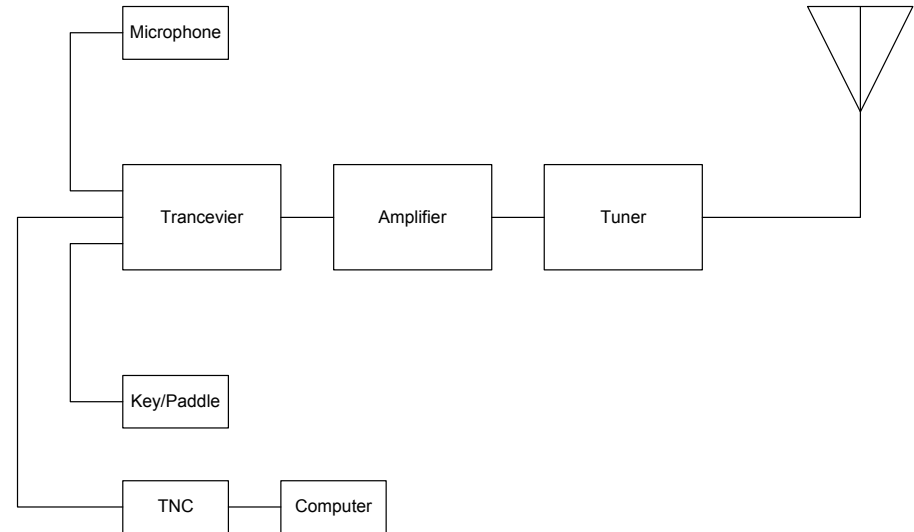 Microphone
Trancevier
Amplifier
Tuner
Key/Paddle
TNC
Computer